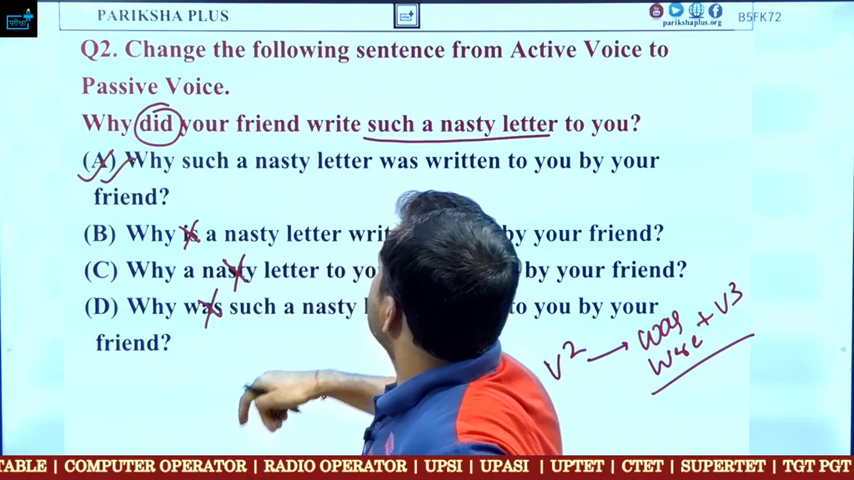 परीक्षा
PARIKSHA PLUS
parikshaplus.org
B5FK72
Q2. Change the following sentence from Active Voice to
Passive Voice.
Why did your friend write such a nasty letter to you?
(A) Why such a nasty letter was written to you by your
friend?
(B) Why is a nasty letter writ by your friend?
(C) Why a nasty letter to yo by your friend?
(D) Why was such a nasty to you by your
friend?
V2 → was + V3
were
TABLE | COMPUTER OPERATOR | RADIO OPERATOR | UPSI | UPASI | UPTET | CTET | SUPERTET | TGT PGT